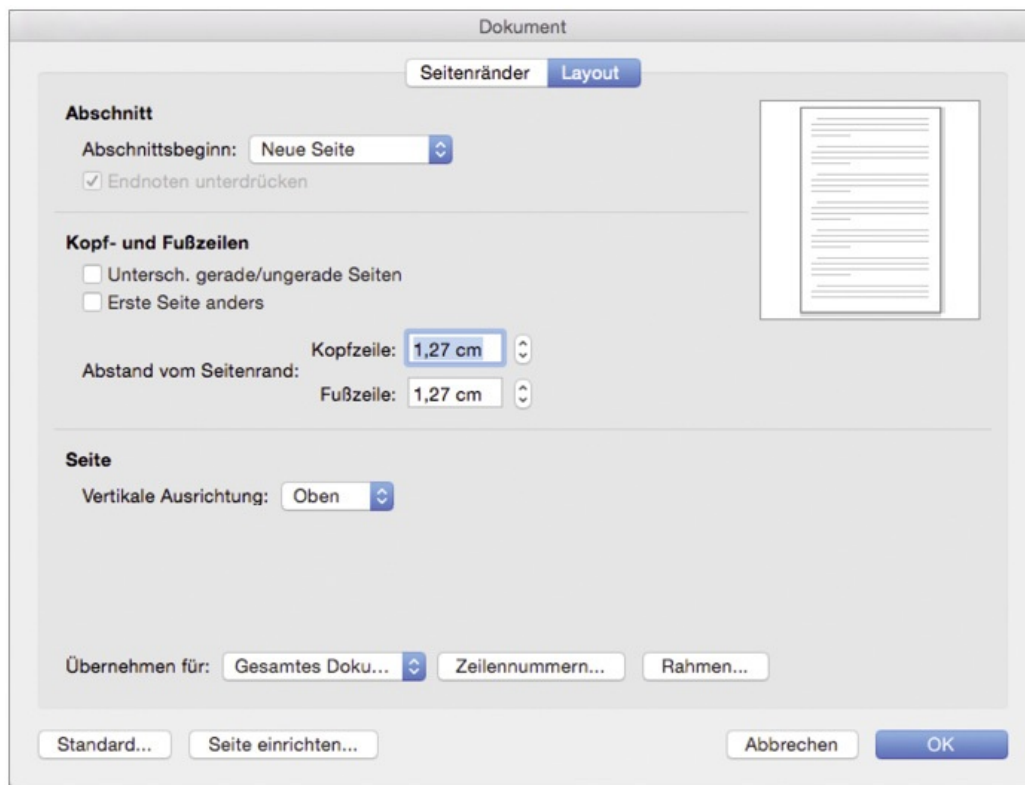 Dokument
Seitenränder Layout
Abschnitt
Abschnittsbeginn: Neue Seite
Endnoten unterdrücken
Kopf- und Fußzeilen
Untersch. gerade/ungerade Seiten
Erste Seite anders
Kopfzeile: 1,27 cm
Abstand vom Seitenrand:
Fußzeile: 1,27 cm
Seite
Vertikale Ausrichtung: Oben
Übernehmen für: Gesamtes Doku... Zeilennummern... Rahmen...
Standard... Seite einrichten... Abbrechen OK